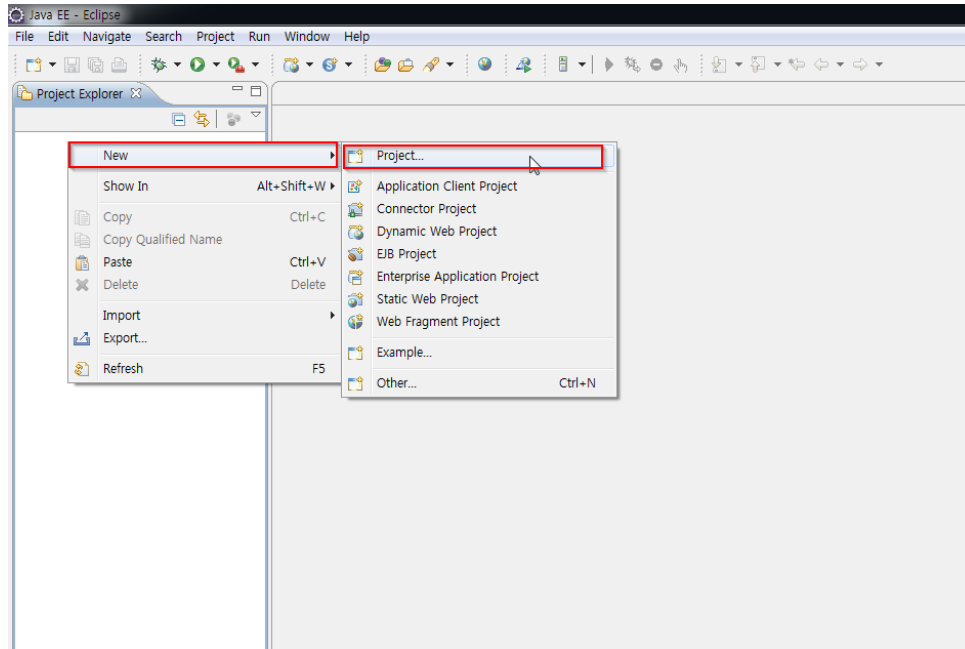 Java EE - Eclipse
File Edit Navigate Search Project Run Window Help
Project Explorer
New
Show In Alt+Shift+W
Copy Ctrl+C
Copy Qualified Name
Paste Ctrl+V
Delete Delete
Import
Export...
Refresh F5
Project...
Application Client Project
Connector Project
Dynamic Web Project
EJB Project
Enterprise Application Project
Static Web Project
Web Fragment Project
Example...
Other... Ctrl+N